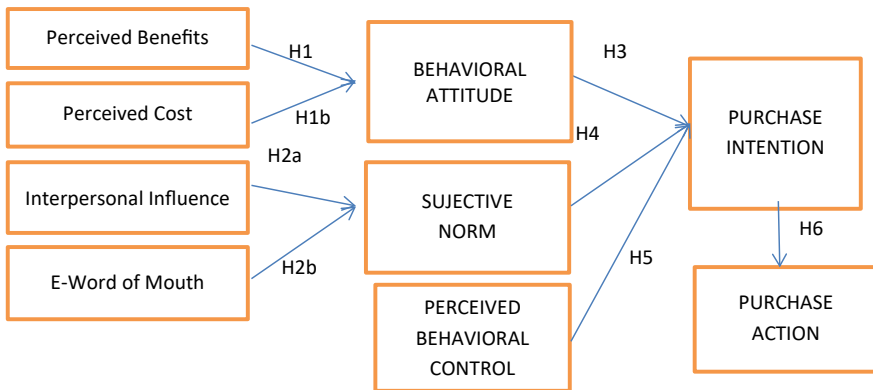 Perceived Benefits
H1
Perceived Cost
H1b
H2a
Interpersonal Influence
E-Word of Mouth
H2b
BEHAVIORAL
ATTITUDE
SUJECTIVE
NORM
PERCEIVED
BEHAVIORAL
CONTROL
H3
H4
H5
PURCHASE
INTENTION
H6
PURCHASE
ACTION